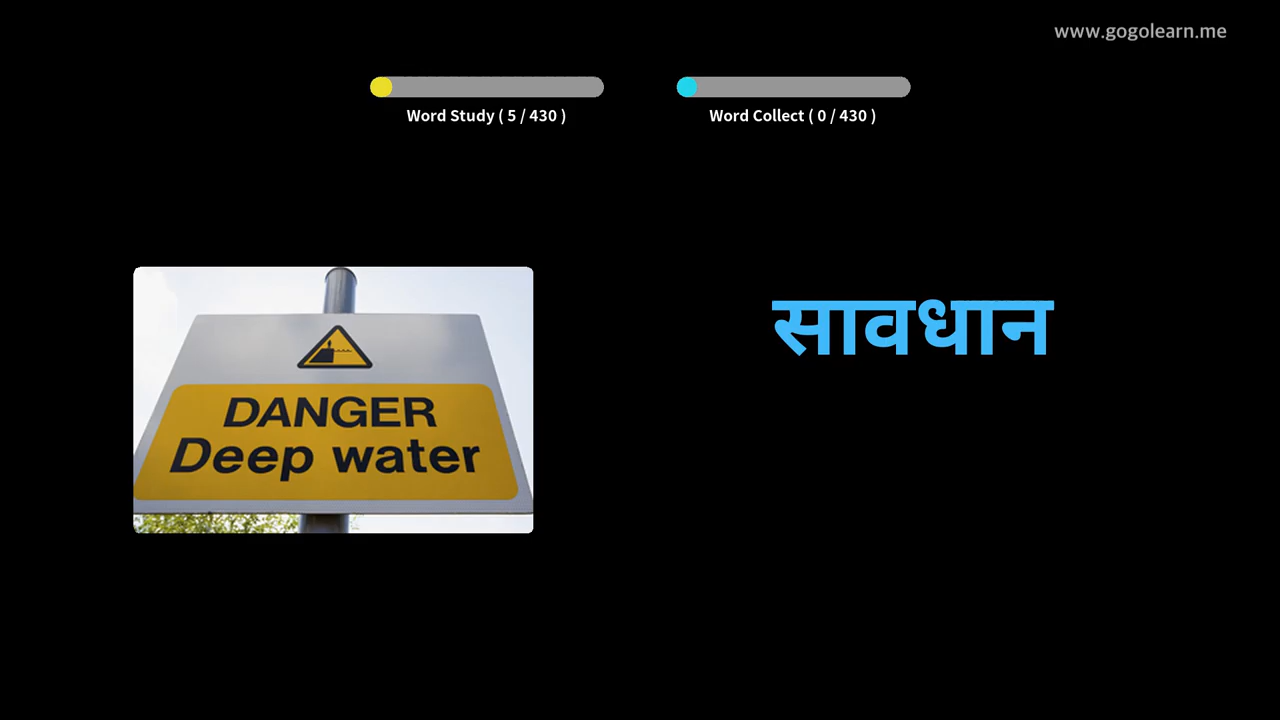 www.gogolearn.me
Word Study ( 5 / 430 )
Word Collect ( 0 / 430 )
DANGER
Deep water
सावधान